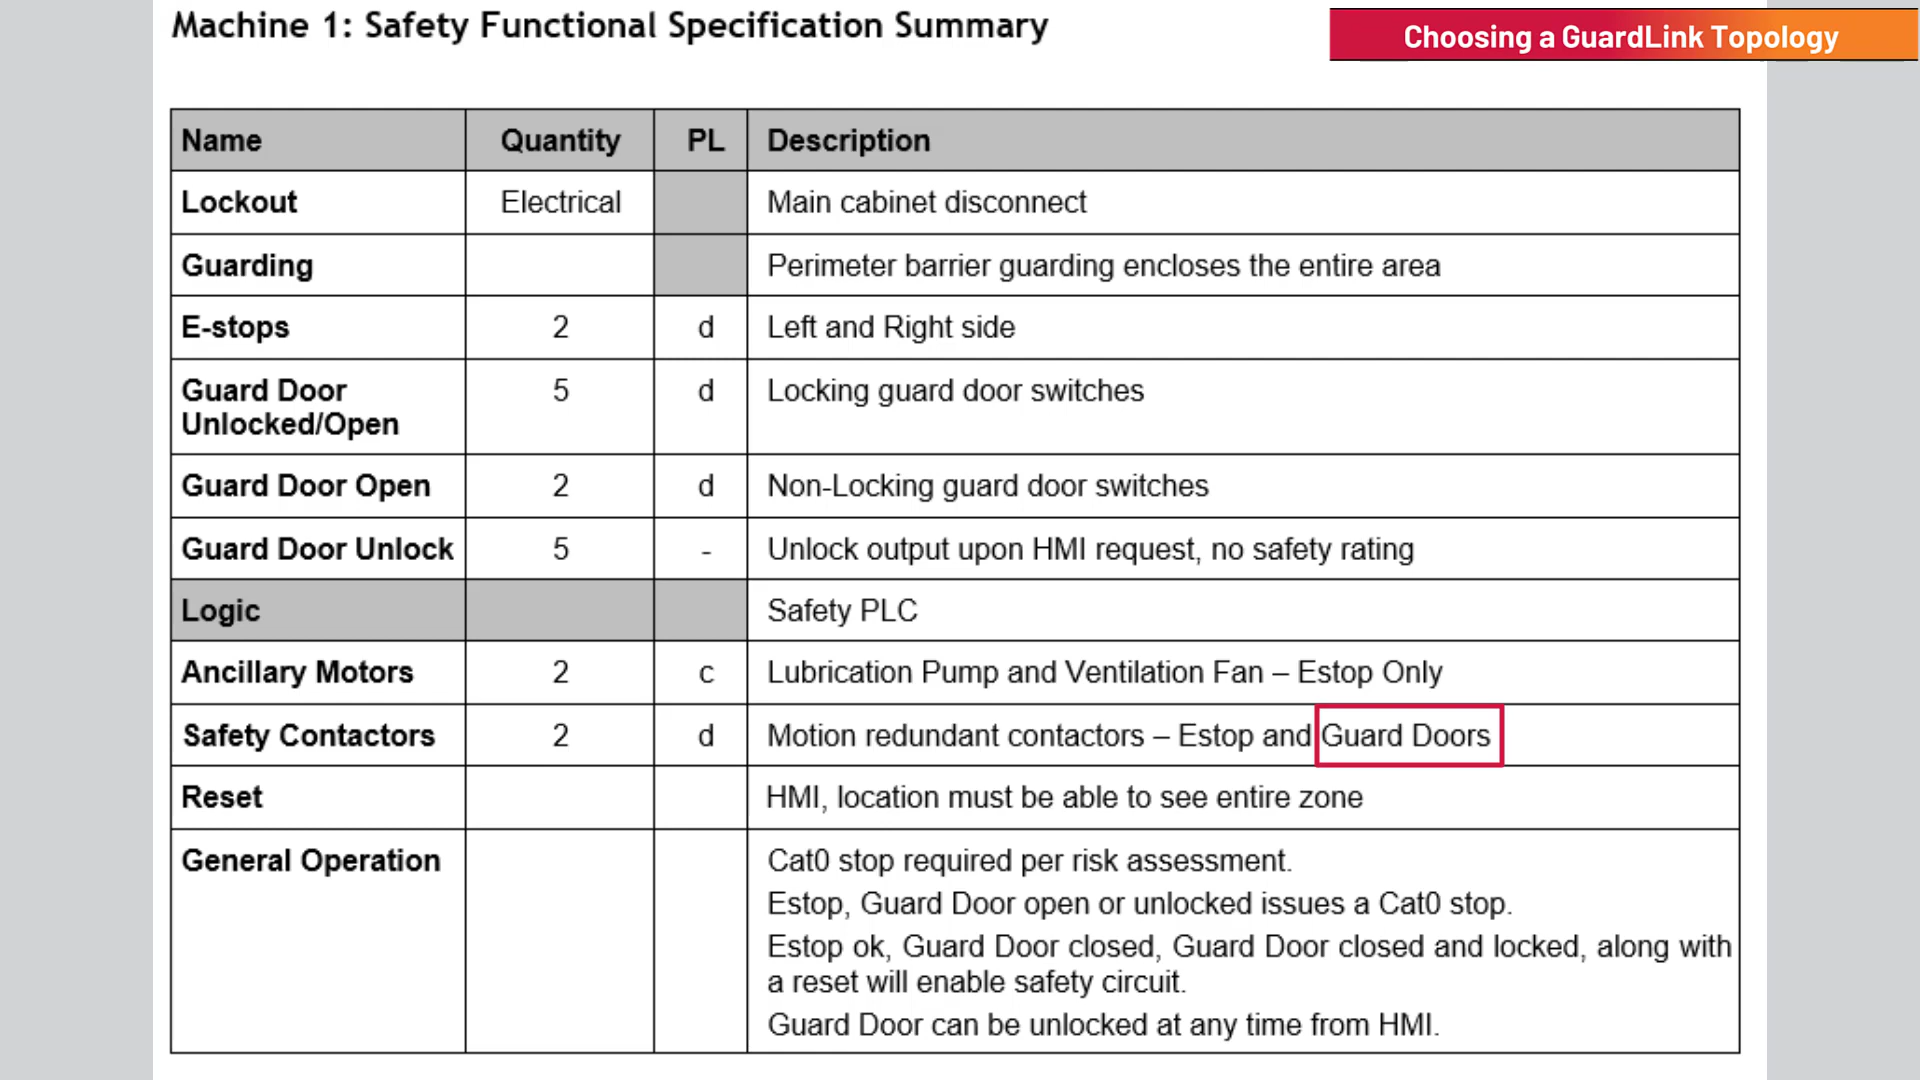 Machine 1: Safety Functional Specification Summary
Choosing a GuardLink Topology
Name Quantity PL Description
Lockout Electrical Main cabinet disconnect
Guarding Perimeter barrier guarding encloses the entire area
E-stops 2 d Left and Right side
Guard Door 5 d Locking guard door switches
Unlocked/Open
Guard Door Open 2 d Non-Locking guard door switches
Guard Door Unlock 5 - Unlock output upon HMI request, no safety rating
Logic Safety PLC
Ancillary Motors 2 c Lubrication Pump and Ventilation Fan – Estop Only
Safety Contactors 2 d Motion redundant contactors – Estop and Guard Doors
Reset HMI, location must be able to see entire zone
General Operation Cat0 stop required per risk assessment.
Estop, Guard Door open or unlocked issues a Cat0 stop.
Estop ok, Guard Door closed, Guard Door closed and locked, along with
a reset will enable safety circuit.
Guard Door can be unlocked at any time from HMI.